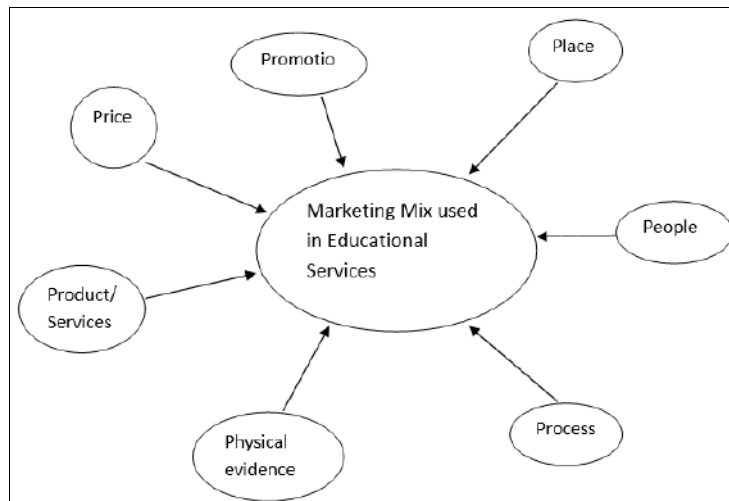 Promotio
Place
Price
Marketing Mix used
in Educational
Services
People
Product/
Services
Physical
evidence
Process